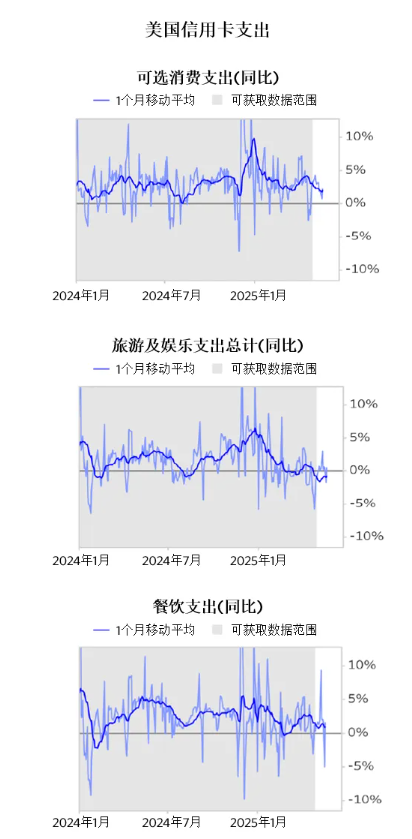 美国信用卡支出
可选消费支出(同比)
1个月移动平均 可获取数据范围
10%
5%
0%
-5%
-10%
2024年1月 2024年7月 2025年1月
旅游及娱乐支出总计(同比)
1个月移动平均 可获取数据范围
10%
5%
0%
-5%
-10%
2024年1月 2024年7月 2025年1月
餐饮支出(同比)
1个月移动平均 可获取数据范围
10%
5%
0%
-5%
-10%
2024年1月 2024年7月 2025年1月